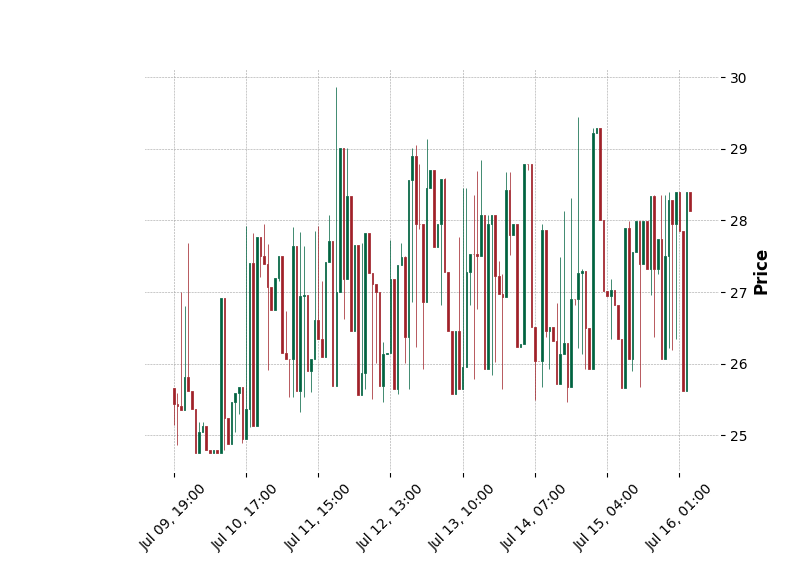 30
29
28
27
26
25
Price
Jul 09, 19:00
Jul 10, 17:00
Jul 11, 15:00
Jul 12, 13:00
Jul 13, 10:00
Jul 14, 07:00
Jul 15, 04:00
Jul 16, 01:00